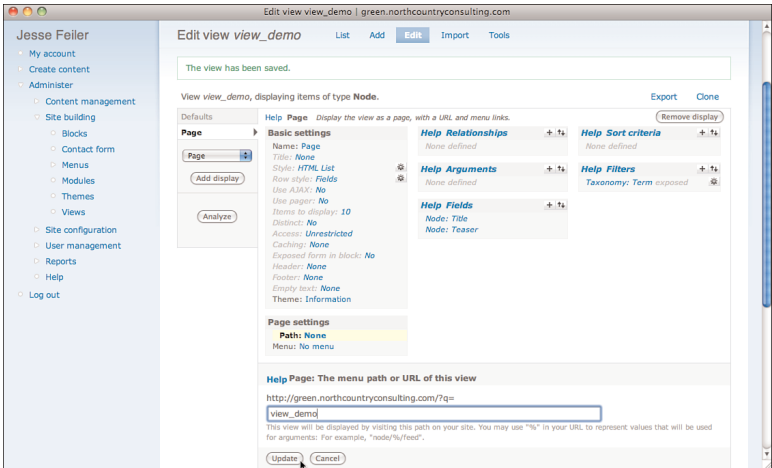 Edit view view_demo | green.northcountryconsulting.com
Jesse Feiler
My account
Create content
Administer
Content management
Site building
Blocks
Contact form
Menus
Modules
Themes
Views
Site configuration
User management
Reports
Help
Log out
Edit view view_demo List Add Edit Import Tools
The view has been saved.
View view_demo, displaying items of type Node. Export Clone
Defaults
Page
Page
Add display
Analyze
Help Page Display the view as a page, with a URL and menu links. Remove display
Basic settings
Name: Page
Title: None
Style: HTML List
Row style: Fields
Use AJAX: No
Use pager: No
Items to display: 10
Distinct: No
Access: Unrestricted
Caching: None
Exposed form in block: No
Header: None
Footer: None
Empty text: None
Theme: Information
Page settings
Path: None
Menu: No menu
Help Relationships
None defined
Help Arguments
None defined
Help Fields
Node: Title
Node: Teaser
Help Sort criteria
None defined
Help Filters
Taxonomy: Term exposed
Help Page: The menu path or URL of this view
http://green.northcountryconsulting.com/?q=
view_demo
This view will be displayed by visiting this path on your site. You may use "%" in your URL to represent values that will be used
for arguments: For example, "node/%/feed".
Update Cancel